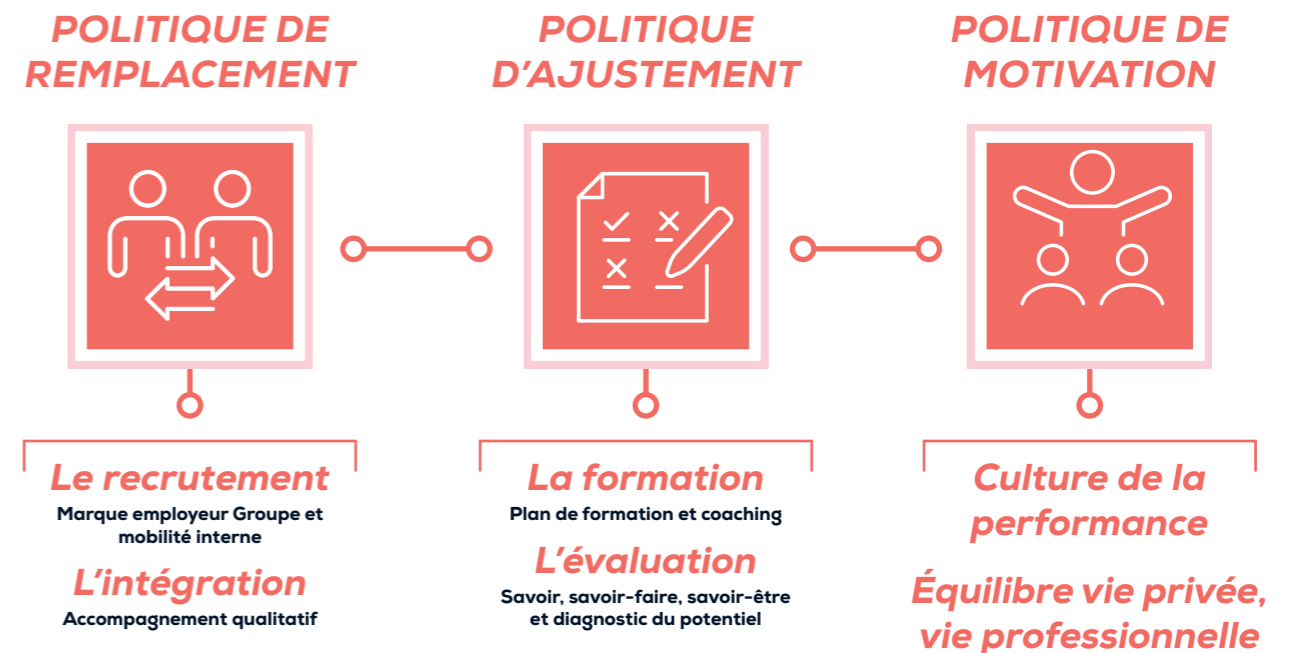 POLITIQUE DE
REMPLACEMENT
Le recrutement
Marque employeur Groupe et
mobilité interne
L'intégration
Accompagnement qualitatif
POLITIQUE
D'AJUSTEMENT
La formation
Plan de formation et coaching
L'évaluation
Savoir, savoir-faire, savoir-être
et diagnostic du potentiel
POLITIQUE DE
MOTIVATION
Culture de la
performance
Équilibre vie privée,
vie professionnelle